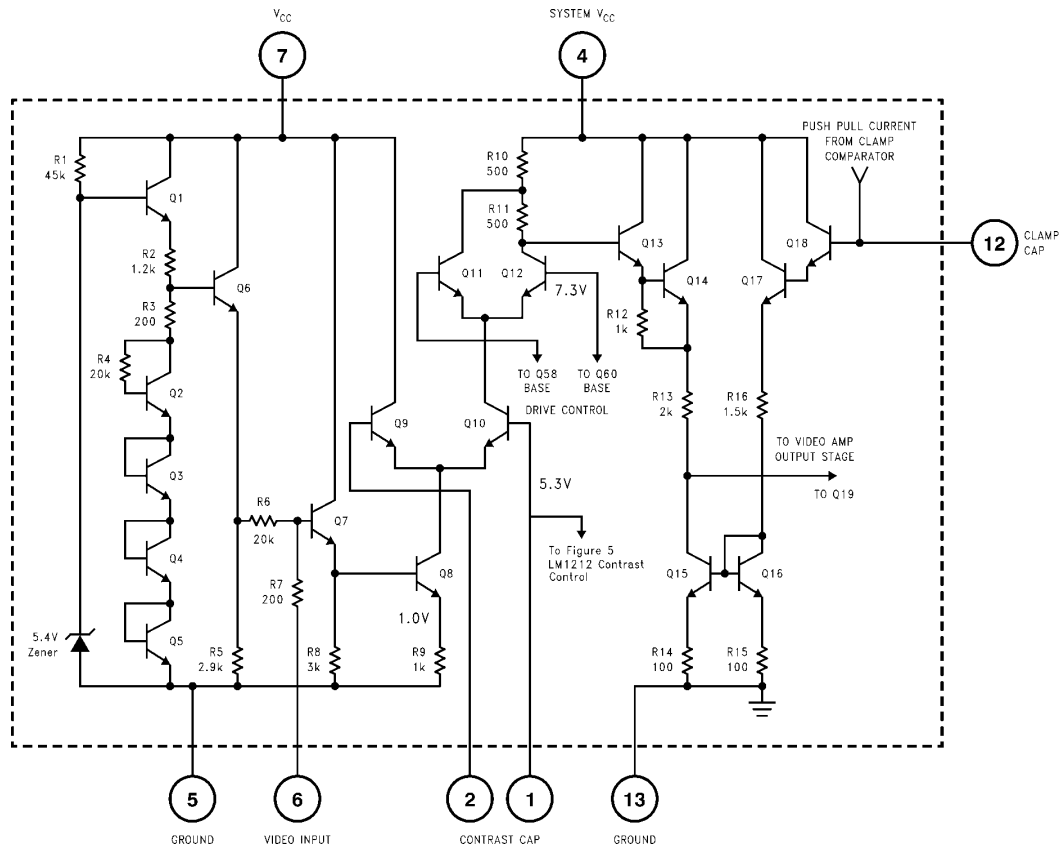 V_CC
SYSTEM V_CC
7
4
PUSH PULL CURRENT
FROM CLAMP
COMPARATOR
R1
45k
R10
500
Q1
R11
500
Q13
Q18
12
CLAMP
CAP
R2
1.2k
Q6
Q11
Q12
7.3V
Q14
Q17
R3
200
R12
1k
R4
20k
Q2
TO Q58
BASE
TO Q60
BASE
DRIVE CONTROL
R13
2k
R16
1.5k
Q9
Q10
TO VIDEO AMP
OUTPUT STAGE
TO Q19
Q3
5.3V
R6
20k
Q7
Q4
To Figure 5
LM1212 Contrast
Control
Q8
Q15
Q16
R7
200
1.0V
5.4V
Zener
Q5
R5
2.9k
R8
3k
R9
1k
R14
100
R15
100
5
6
2
1
13
GROUND
VIDEO INPUT
CONTRAST CAP
GROUND